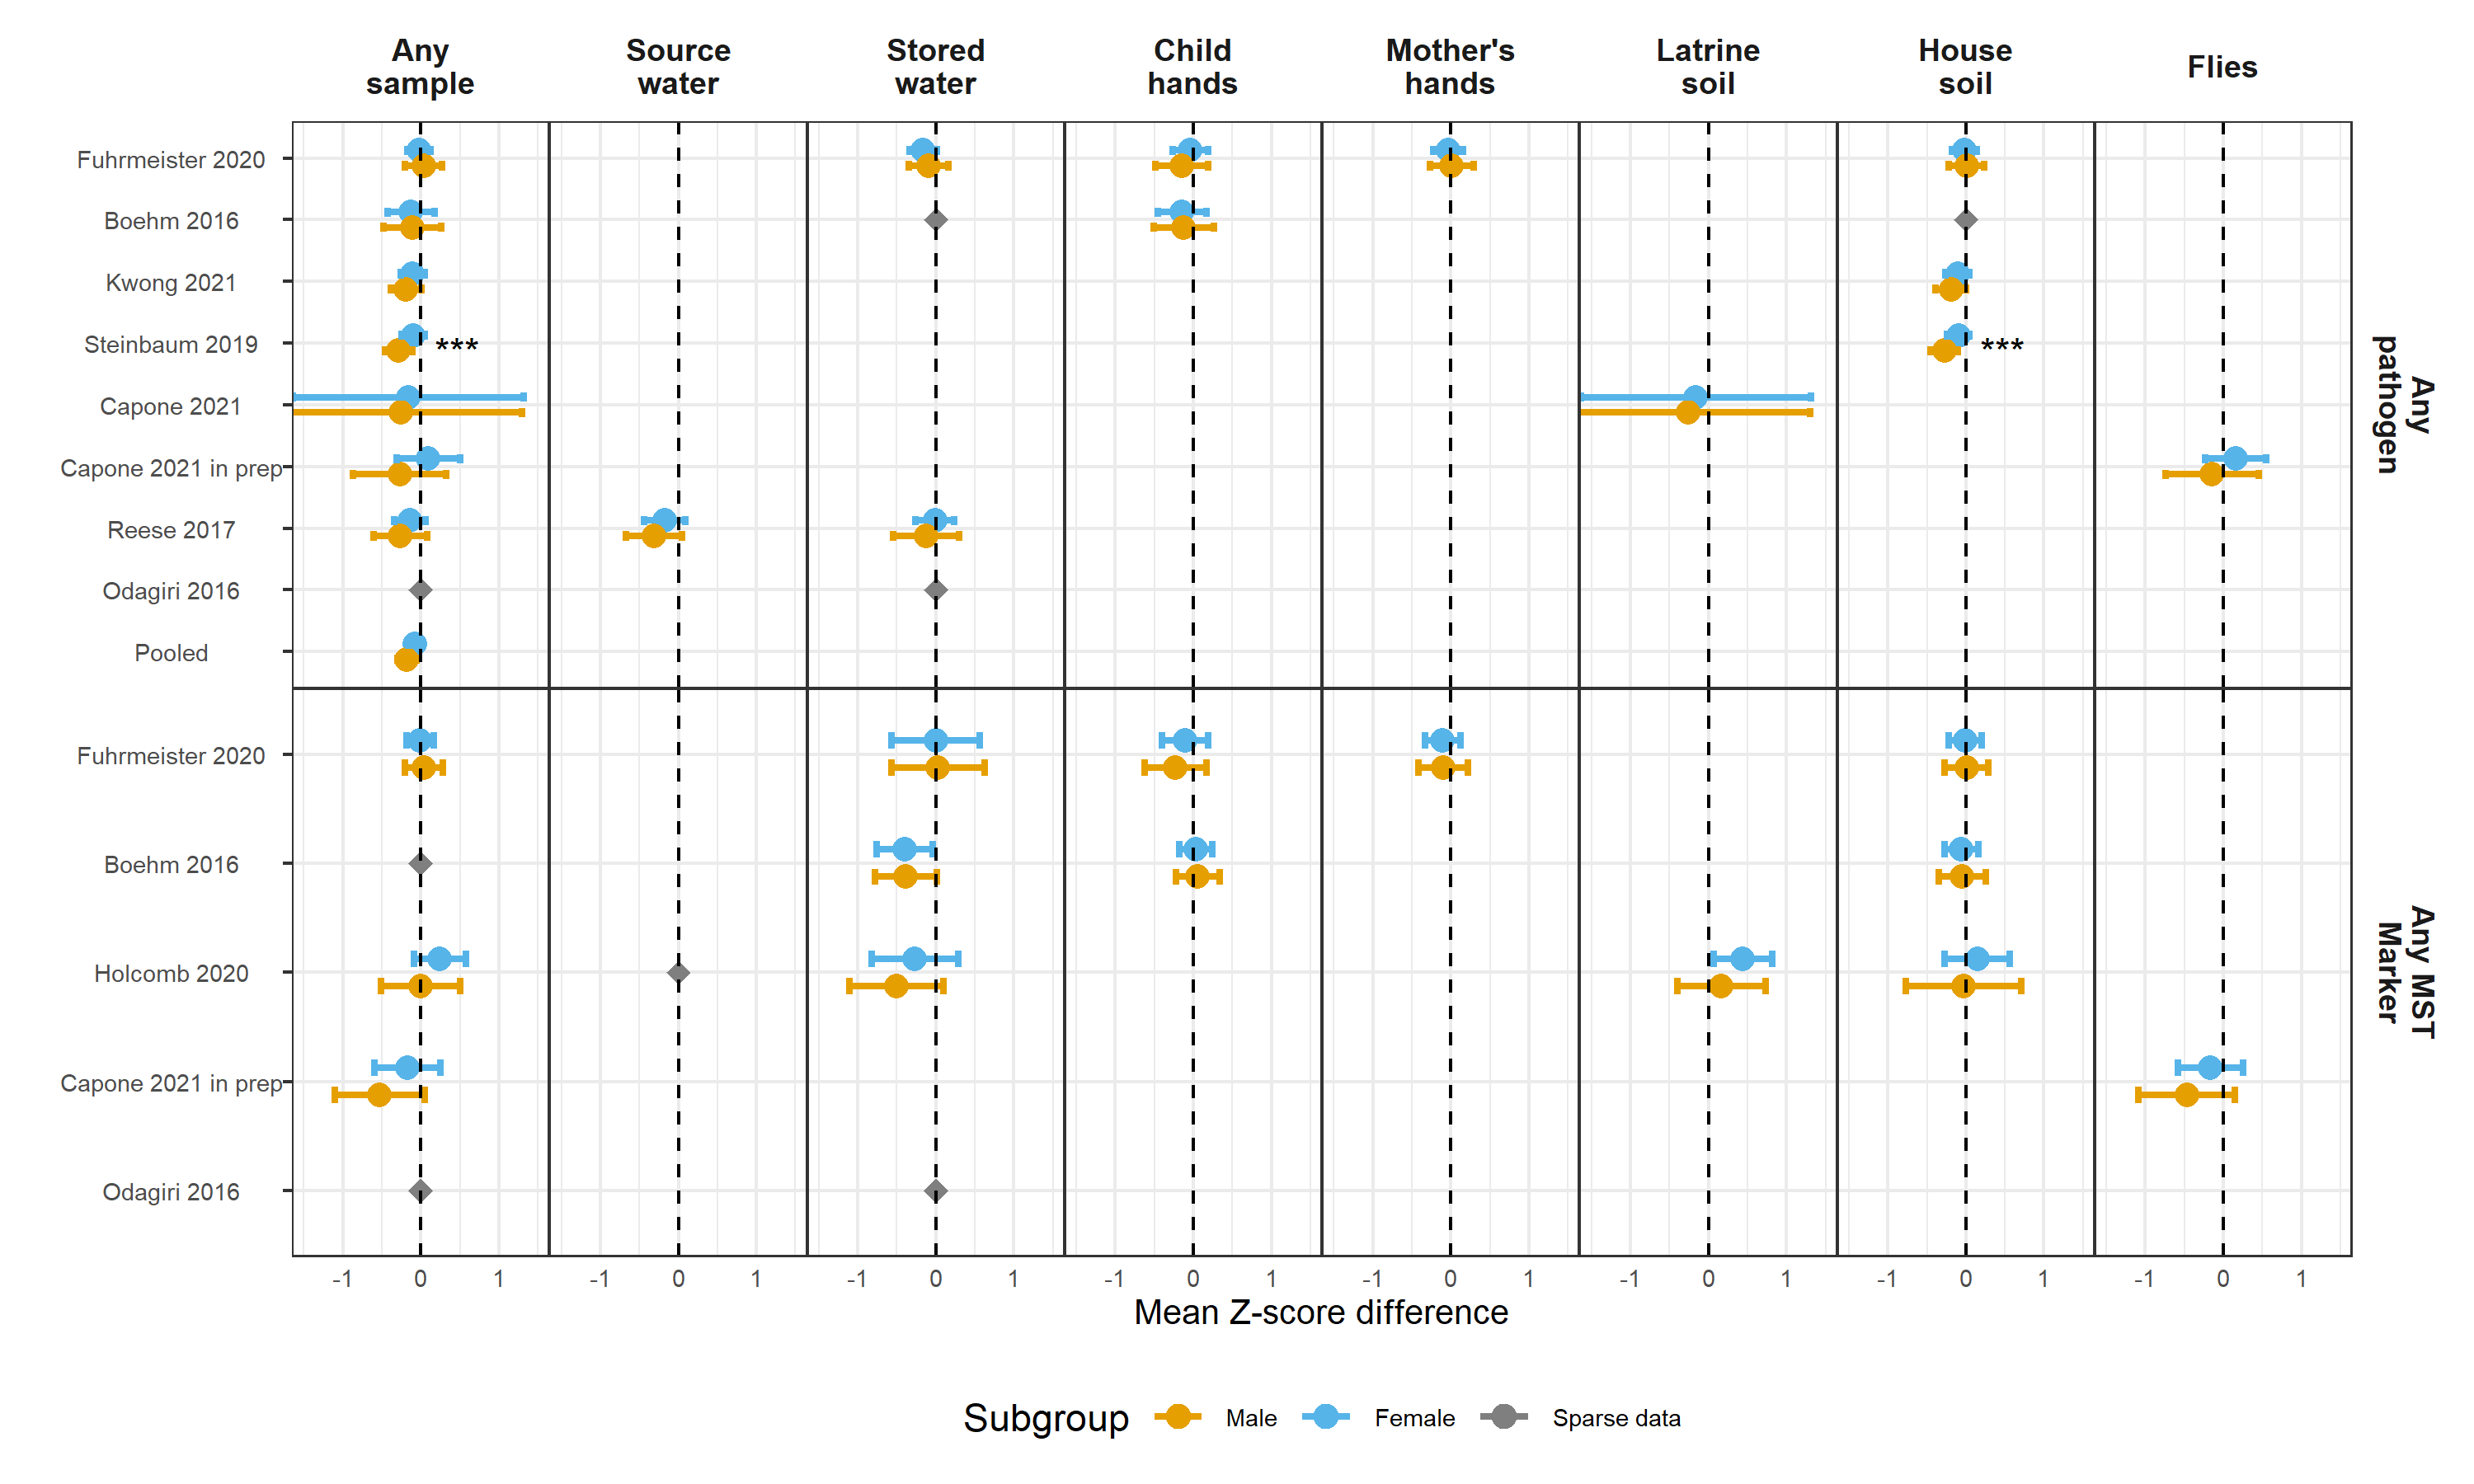 Any
sample
Source
water
Stored
water
Child
hands
Mother's
hands
Latrine
soil
House
soil
Flies
Fuhrmeister 2020
Boehm 2016
Kwong 2021
Steinbaum 2019
***
***
Capone 2021
Capone 2021 in prep
Reese 2017
Odagiri 2016
Pooled
Any
pathogen
Fuhrmeister 2020
Boehm 2016
Holcomb 2020
Capone 2021 in prep
Odagiri 2016
Any MST
Marker
-1 0 1 -1 0 1 -1 0 1 -1 0 1 -1 0 1 -1 0 1 -1 0 1 -1 0 1
Mean Z-score difference
Subgroup Male Female Sparse data